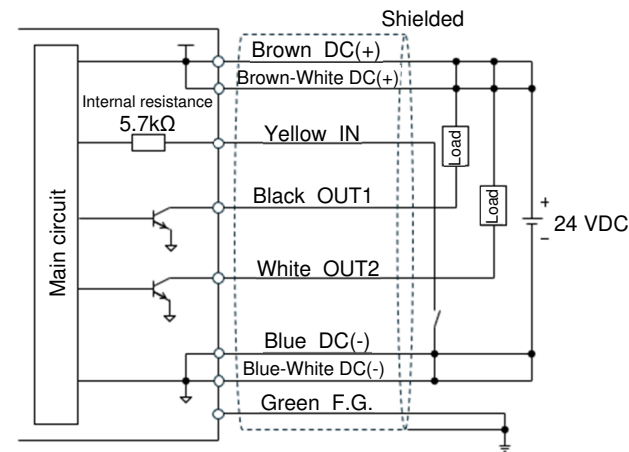 Shielded
Brown DC(+)
Brown-White DC(+)
Internal resistance
5.7kΩ
Yellow IN
Load
Black OUT1
Load
+
24 VDC
−
Main circuit
White OUT2
Blue DC(-)
Blue-White DC(-)
Green F.G.